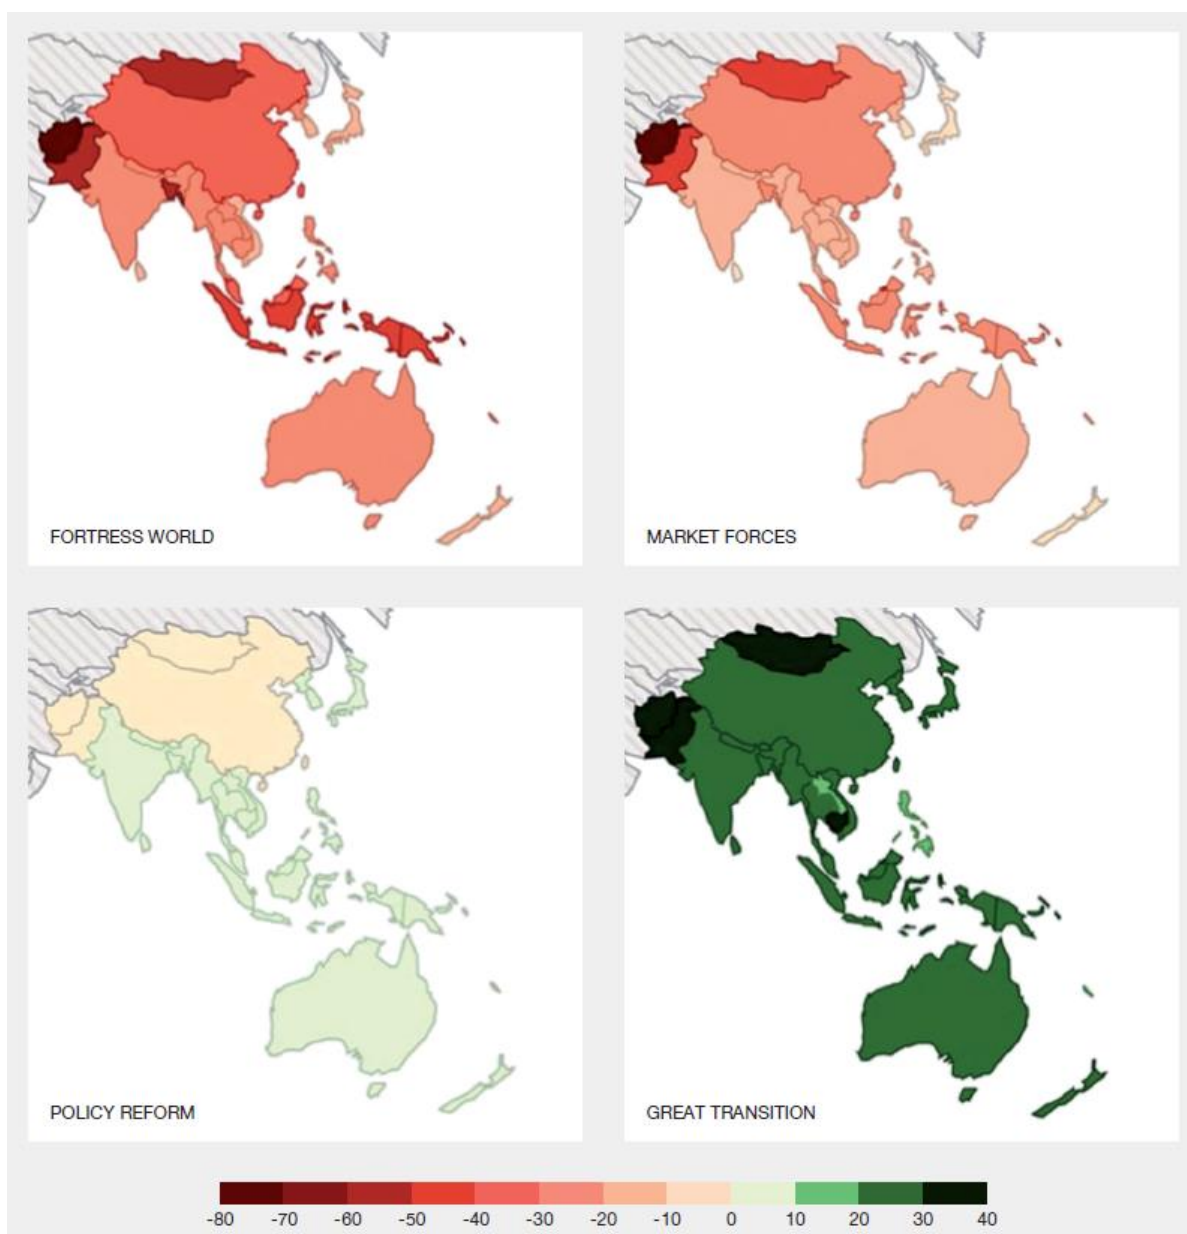 FORTRESS WORLD
MARKET FORCES
POLICY REFORM
GREAT TRANSITION
-80 -70 -60 -50 -40 -30 -20 -10 0 10 20 30 40